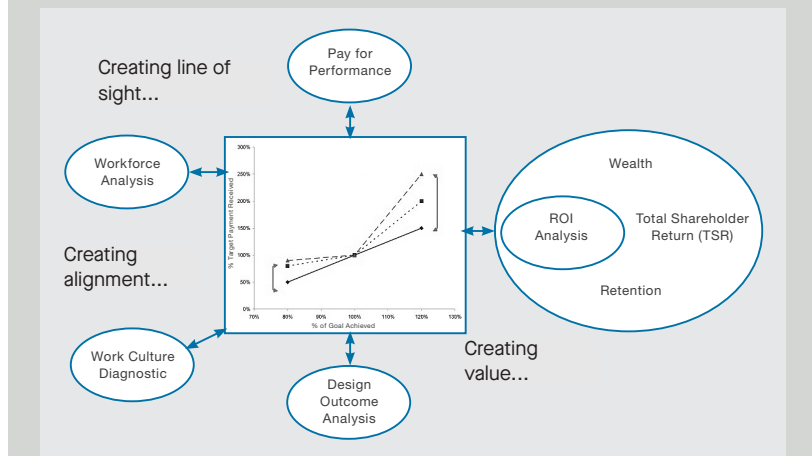 Pay for
Performance
Creating line of
sight...
Workforce
Analysis
Wealth
ROI
Analysis
Total Shareholder
Return (TSR)
Retention
Creating
alignment...
% Target Payment Received
300%
250%
200%
150%
100%
50%
0%
70%
80%
90%
100%
110%
120%
130%
% of Goal Achieved
Work Culture
Diagnostic
Creating
value...
Design
Outcome
Analysis